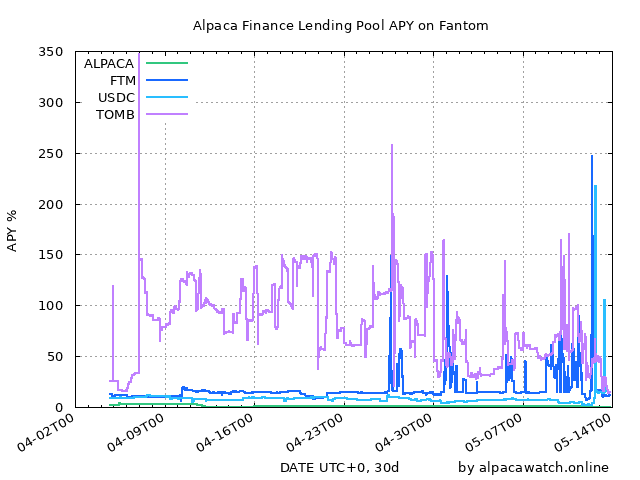 Alpaca Finance Lending Pool APY on Fantom
350
300
250
200
150
100
50
0
APY %
ALPACA
FTM
USDC
TOMB
04-02T00
04-09T00
04-16T00
04-23T00
04-30T00
05-07T00
05-14T00
DATE UTC+0, 30d
by alpacawatch.online